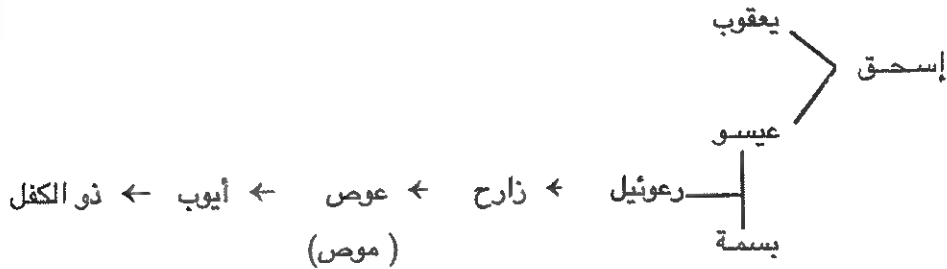 يعقوب
إسحق
عيسو
رعوئيل ← زارح ← عوص ← أيوب ← ذو الكفل
(موص)
بسمة